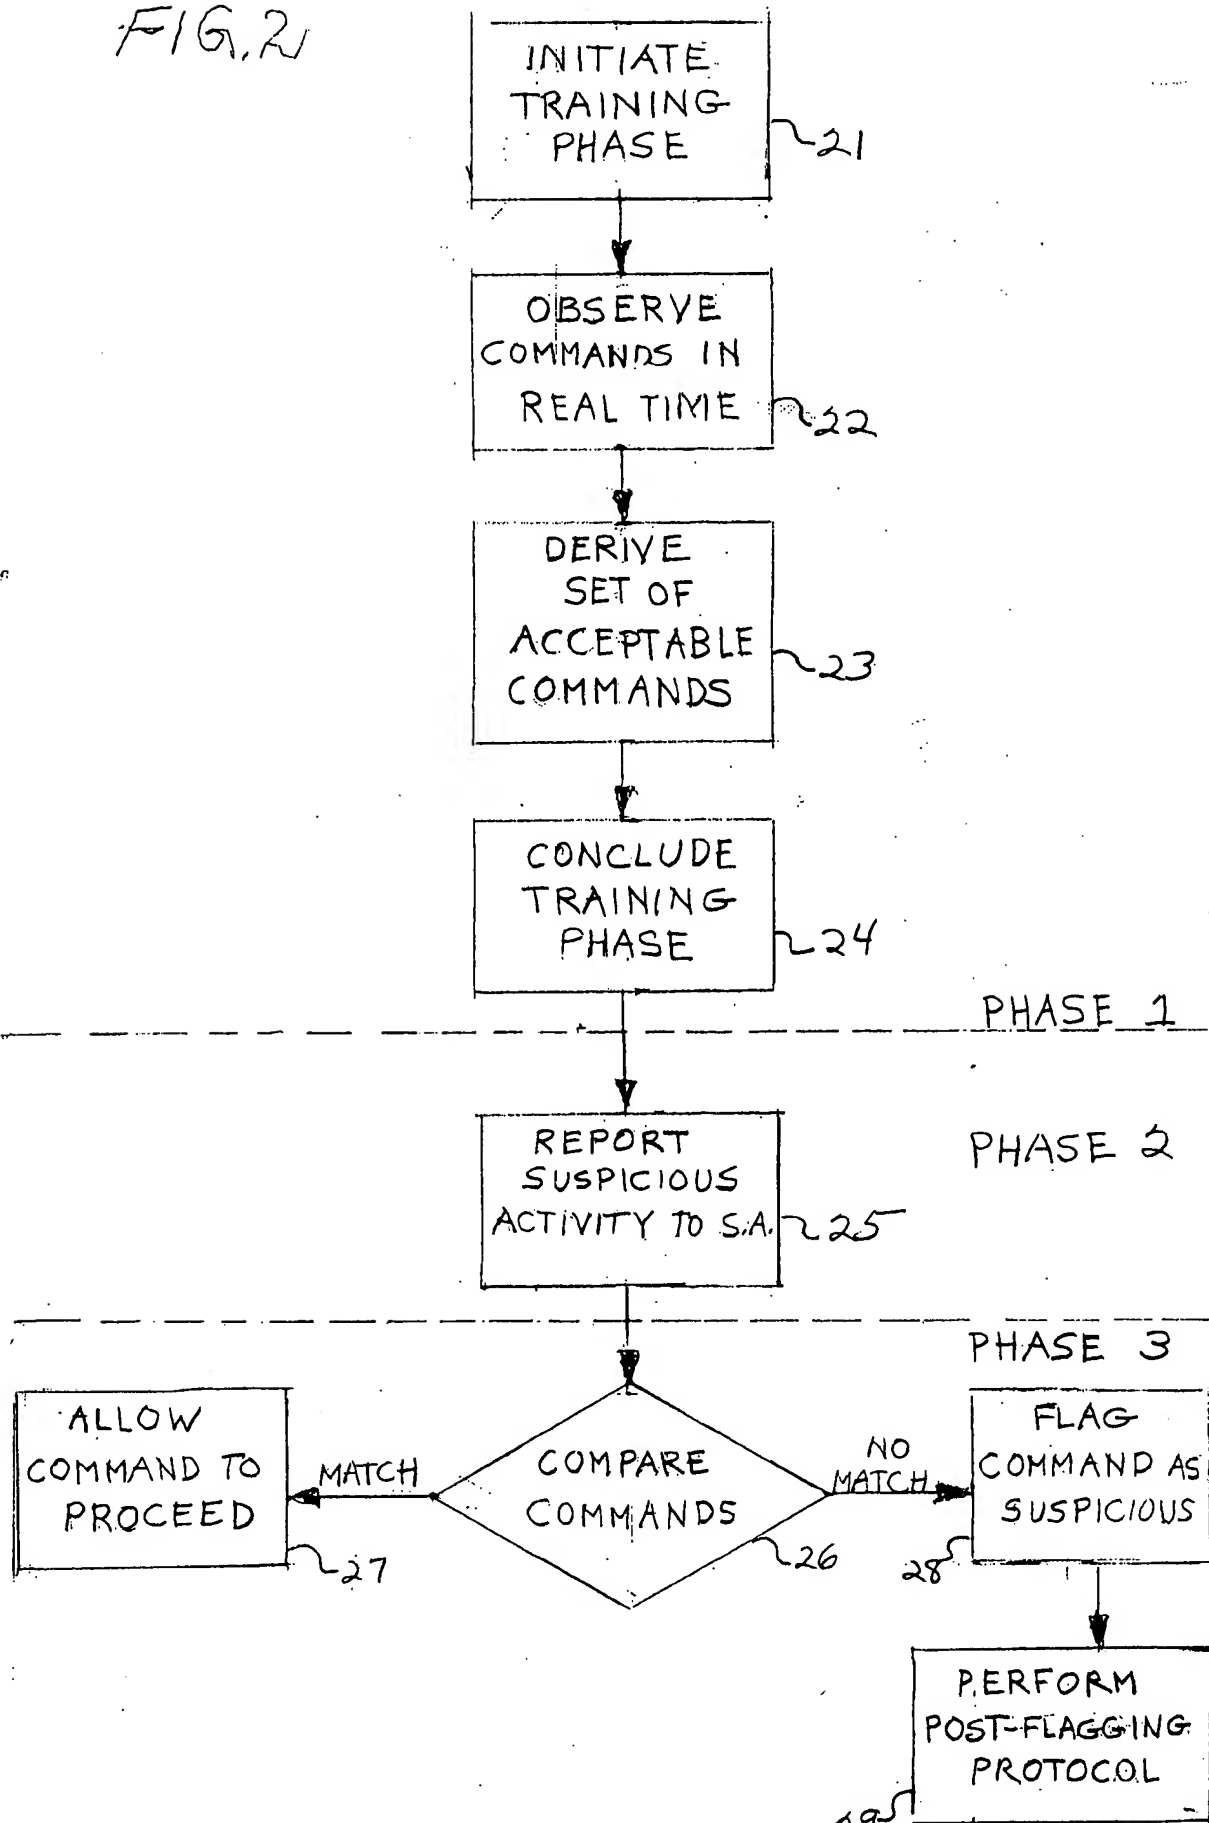 FIG. 2
INITIATE
TRAINING
PHASE
21
OBSERVE
COMMANDS IN
REAL TIME
22
DERIVE
SET OF
ACCEPTABLE
COMMANDS
23
CONCLUDE
TRAINING
PHASE
24
PHASE 1
REPORT
SUSPICIOUS
ACTIVITY TO S.A.
25
PHASE 2
PHASE 3
ALLOW
COMMAND TO
PROCEED
27
MATCH
COMPARE
COMMANDS
26
NO
MATCH
FLAG
COMMAND AS
SUSPICIOUS
28
PERFORM
POST-FLAGGING
PROTOCOL